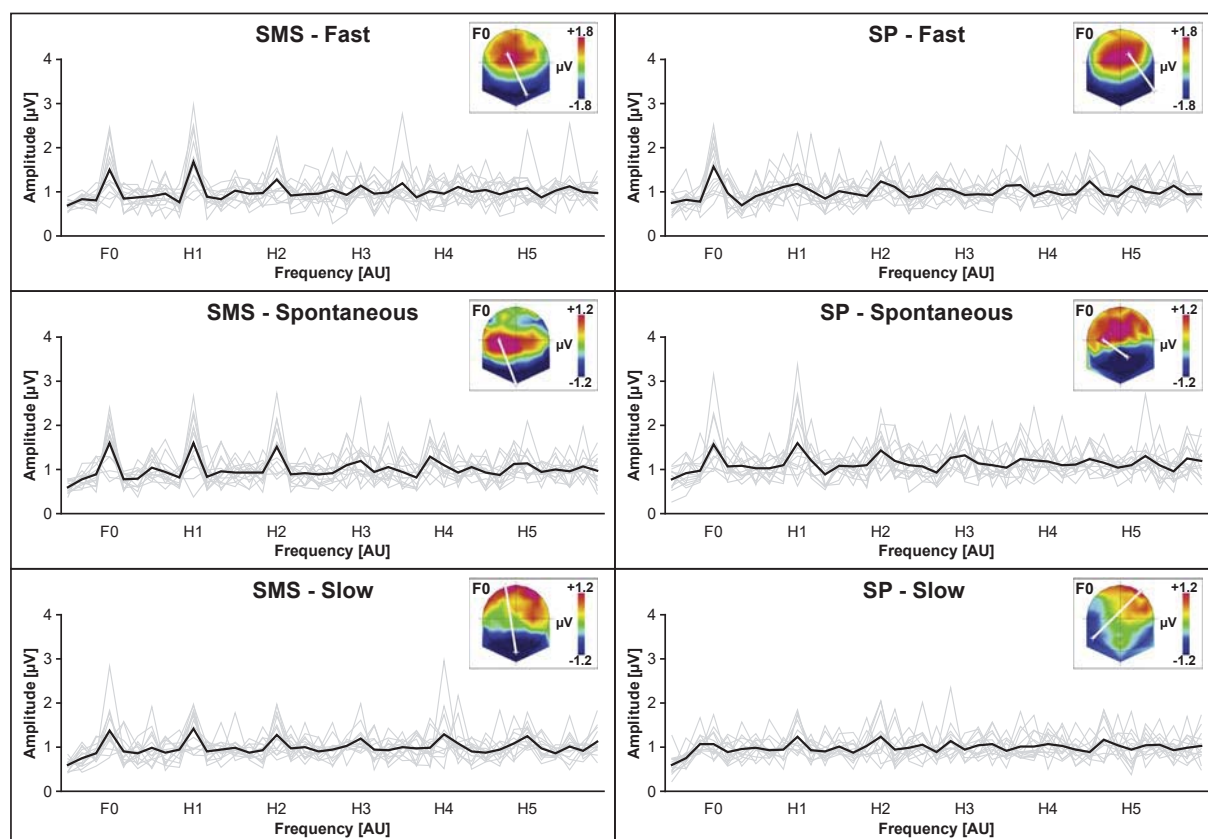 SMS - Fast
F0
+1.8
µV
-1.8
Amplitude [µV]
4
3
2
1
0
F0 H1 H2 H3 H4 H5
Frequency [AU]
SP - Fast
F0
+1.8
µV
-1.8
Amplitude [µV]
4
3
2
1
0
F0 H1 H2 H3 H4 H5
Frequency [AU]
SMS - Spontaneous
F0
+1.2
µV
-1.2
Amplitude [µV]
4
3
2
1
0
F0 H1 H2 H3 H4 H5
Frequency [AU]
SP - Spontaneous
F0
+1.2
µV
-1.2
Amplitude [µV]
4
3
2
1
0
F0 H1 H2 H3 H4 H5
Frequency [AU]
SMS - Slow
F0
+1.2
µV
-1.2
Amplitude [µV]
4
3
2
1
0
F0 H1 H2 H3 H4 H5
Frequency [AU]
SP - Slow
F0
+1.2
µV
-1.2
Amplitude [µV]
4
3
2
1
0
F0 H1 H2 H3 H4 H5
Frequency [AU]